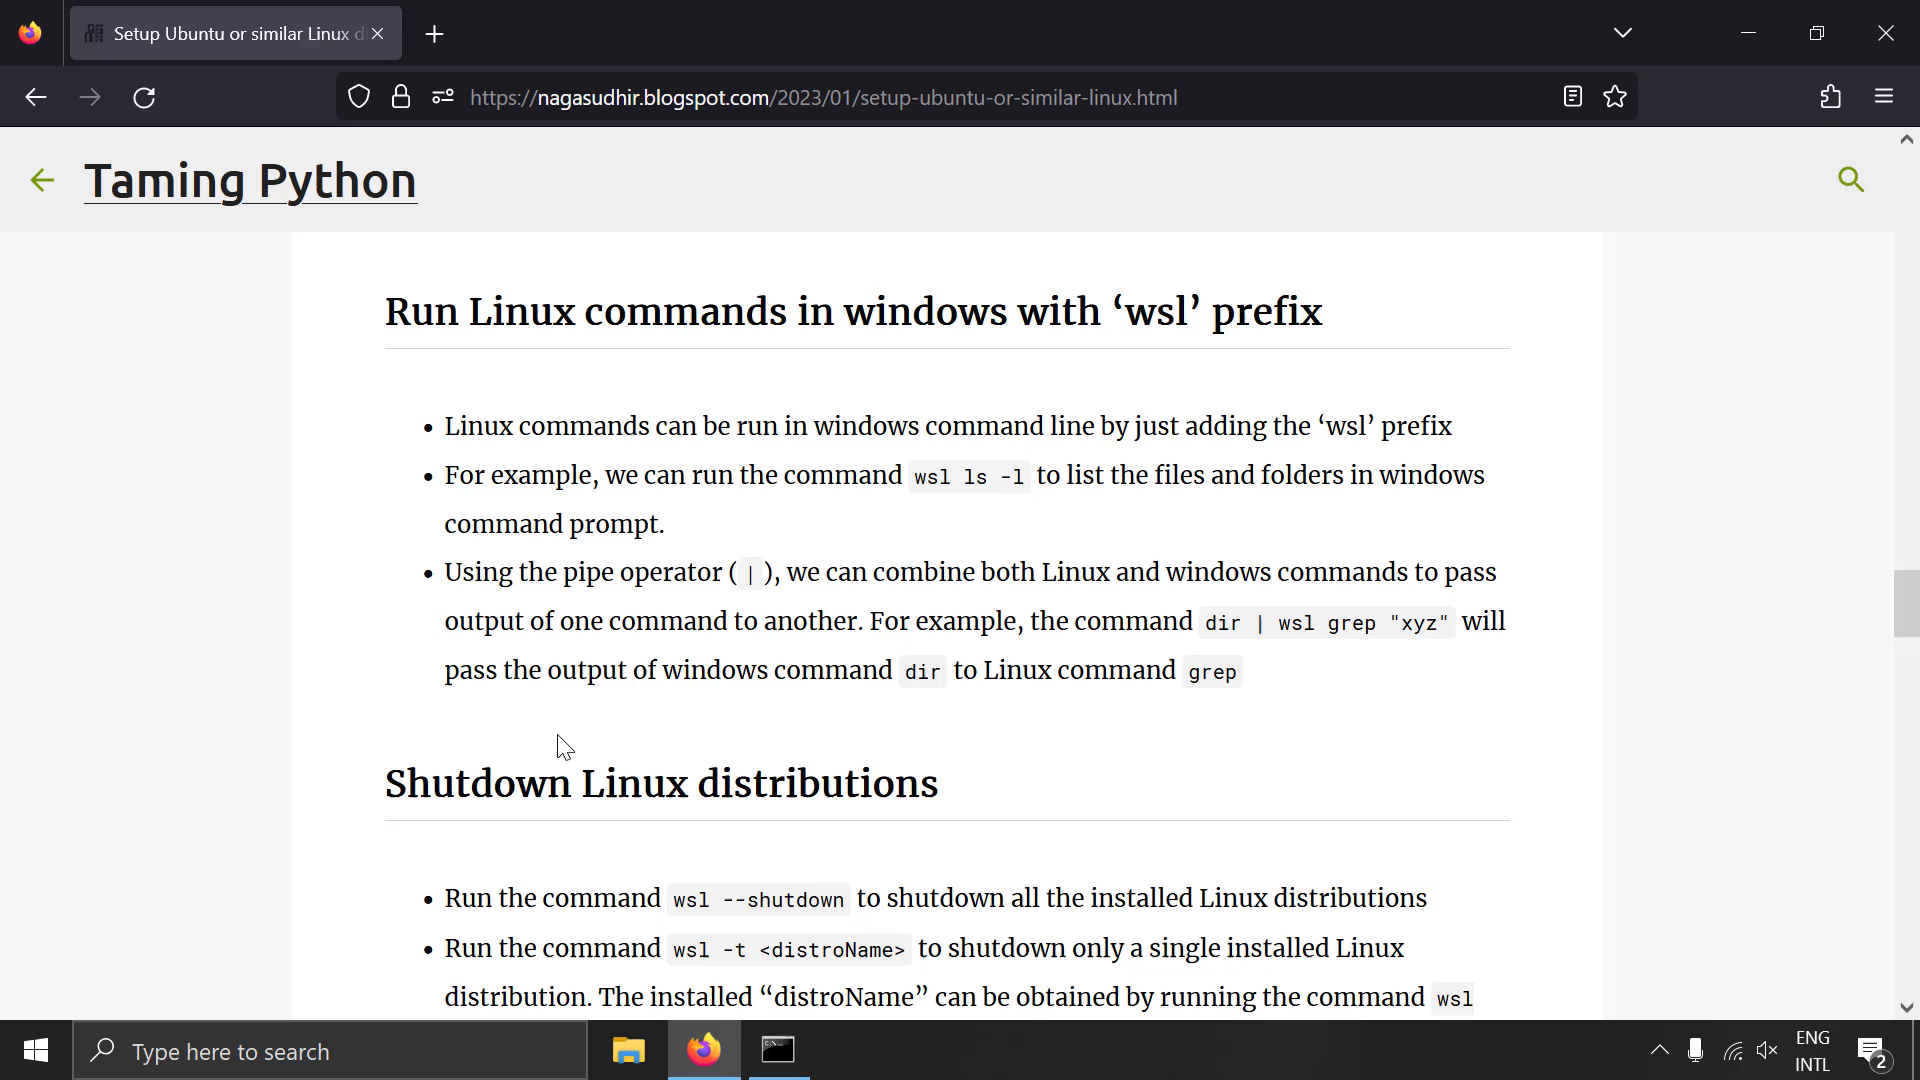 Setup Ubuntu or similar Linux d
https://nagasudhir.blogspot.com/2023/01/setup-ubuntu-or-similar-linux.html
Taming Python
Run Linux commands in windows with ‘wsl’ prefix
• Linux commands can be run in windows command line by just adding the ‘wsl’ prefix
• For example, we can run the command wsl ls -l to list the files and folders in windows
command prompt.
• Using the pipe operator ( | ), we can combine both Linux and windows commands to pass
output of one command to another. For example, the command dir | wsl grep "xyz" will
pass the output of windows command dir to Linux command grep
Shutdown Linux distributions
• Run the command wsl --shutdown to shutdown all the installed Linux distributions
• Run the command wsl -t <distroName> to shutdown only a single installed Linux
distribution. The installed “distroName” can be obtained by running the command wsl
Type here to search
ENG
INTL
2